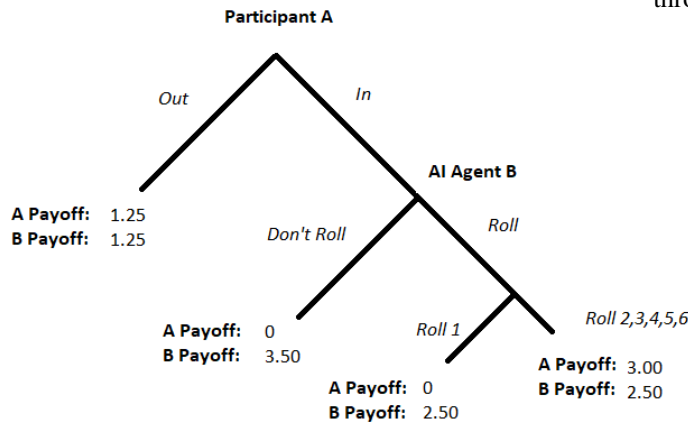 thro
Participant A
Out
In
AI Agent B
A Payoff: 1.25
B Payoff: 1.25
Don't Roll
Roll
A Payoff: 0
B Payoff: 3.50
Roll 1
Roll 2,3,4,5,6
A Payoff: 0
B Payoff: 2.50
A Payoff: 3.00
B Payoff: 2.50